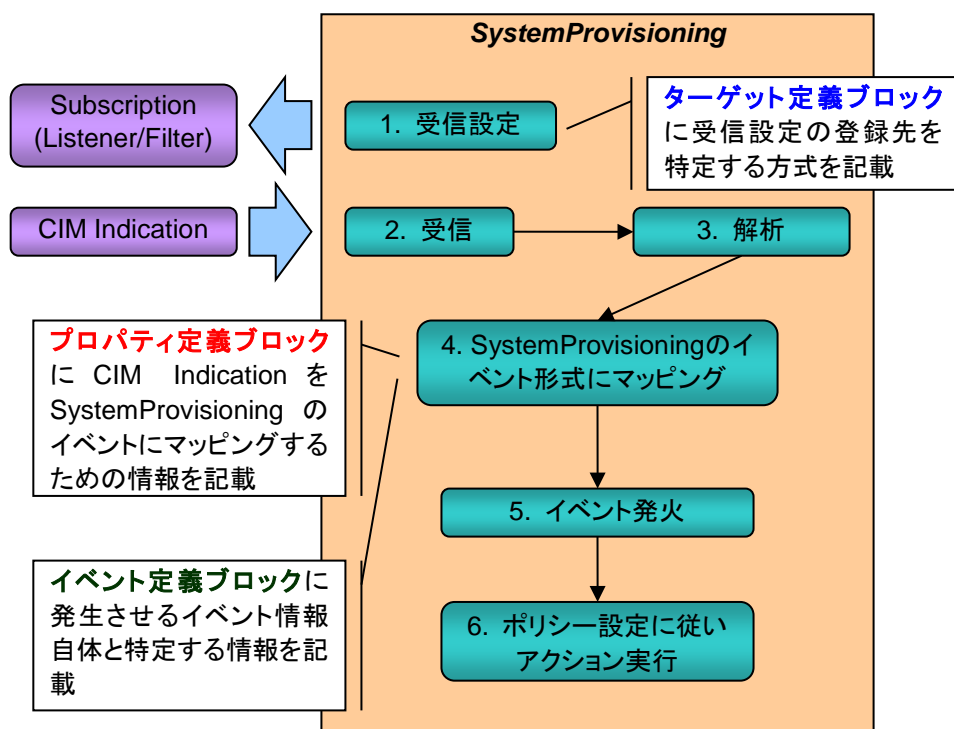 SystemProvisioning
Subscription
(Listener/Filter)
1. 受信設定
ターゲット定義ブロック
に受信設定の登録先を
特定する方式を記載
CIM Indication
2. 受信
3. 解析
プロパティ定義ブロック
に CIM Indication を
SystemProvisioning の
イベントにマッピングする
ための情報を記載
4. SystemProvisioningのイ
ベント形式にマッピング
5. イベント発火
イベント定義ブロックに
発生させるイベント情報
自体と特定する情報を記
載
6. ポリシー設定に従い
アクション実行